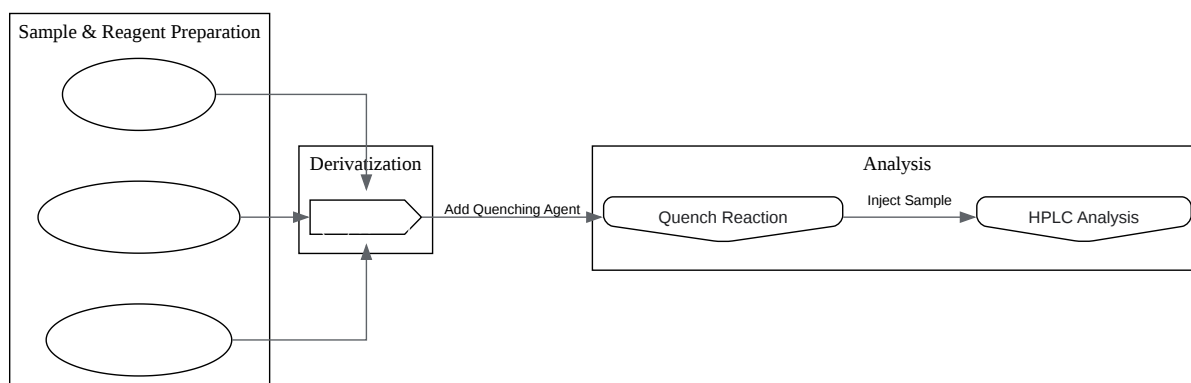 Sample & Reagent Preparation
Derivatization
Add Quenching Agent
Analysis
Quench Reaction
Inject Sample
HPLC Analysis